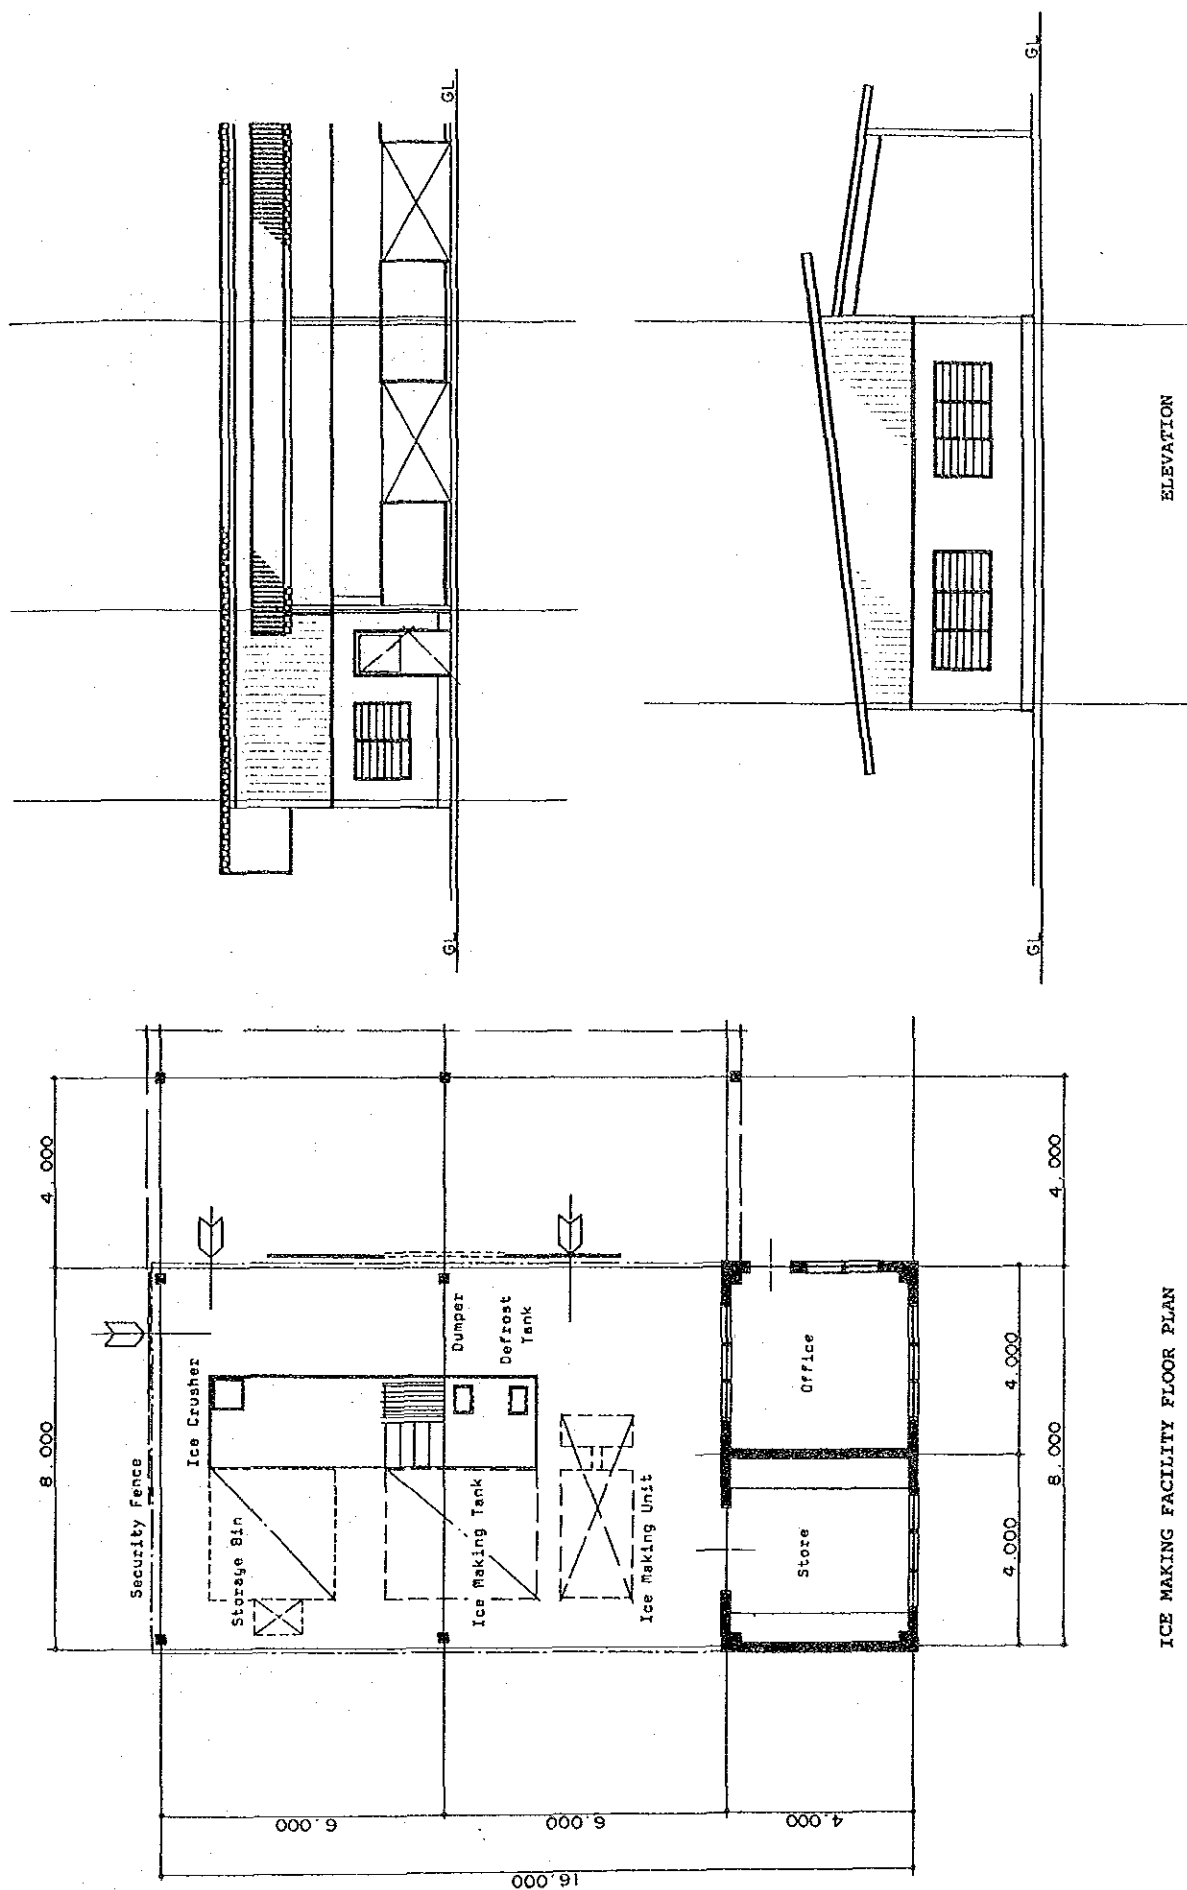 GL
GL
GL
GL
ELEVATION
4,000
8,000
Security Fence
Ice Crusher
Storage Bin
Dumper
Defrost
Tank
Ice Making Tank
Ice Making Unit
Office
Store
4,000
4,000
4,000
8,000
6.000
6.000
4.000
16.000
ICE MAKING FACILITY FLOOR PLAN